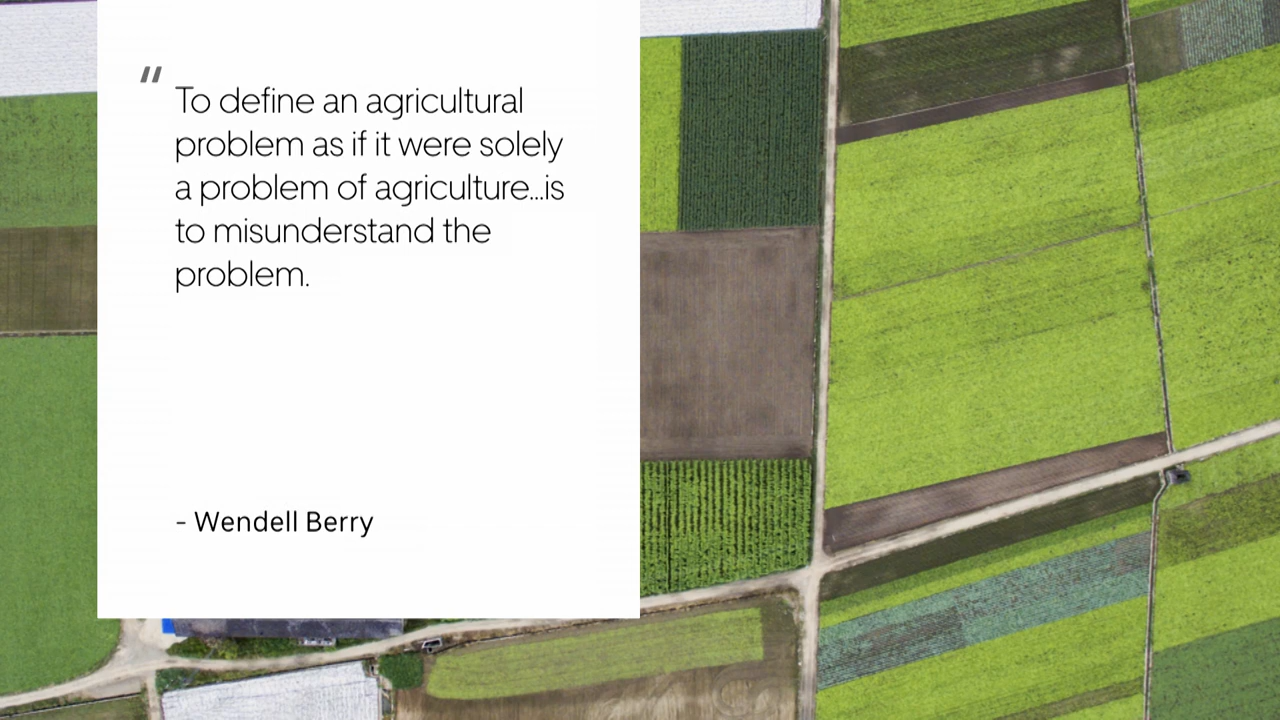 "
To define an agricultural
problem as if it were solely
a problem of agriculture...is
to misunderstand the
problem.
- Wendell Berry